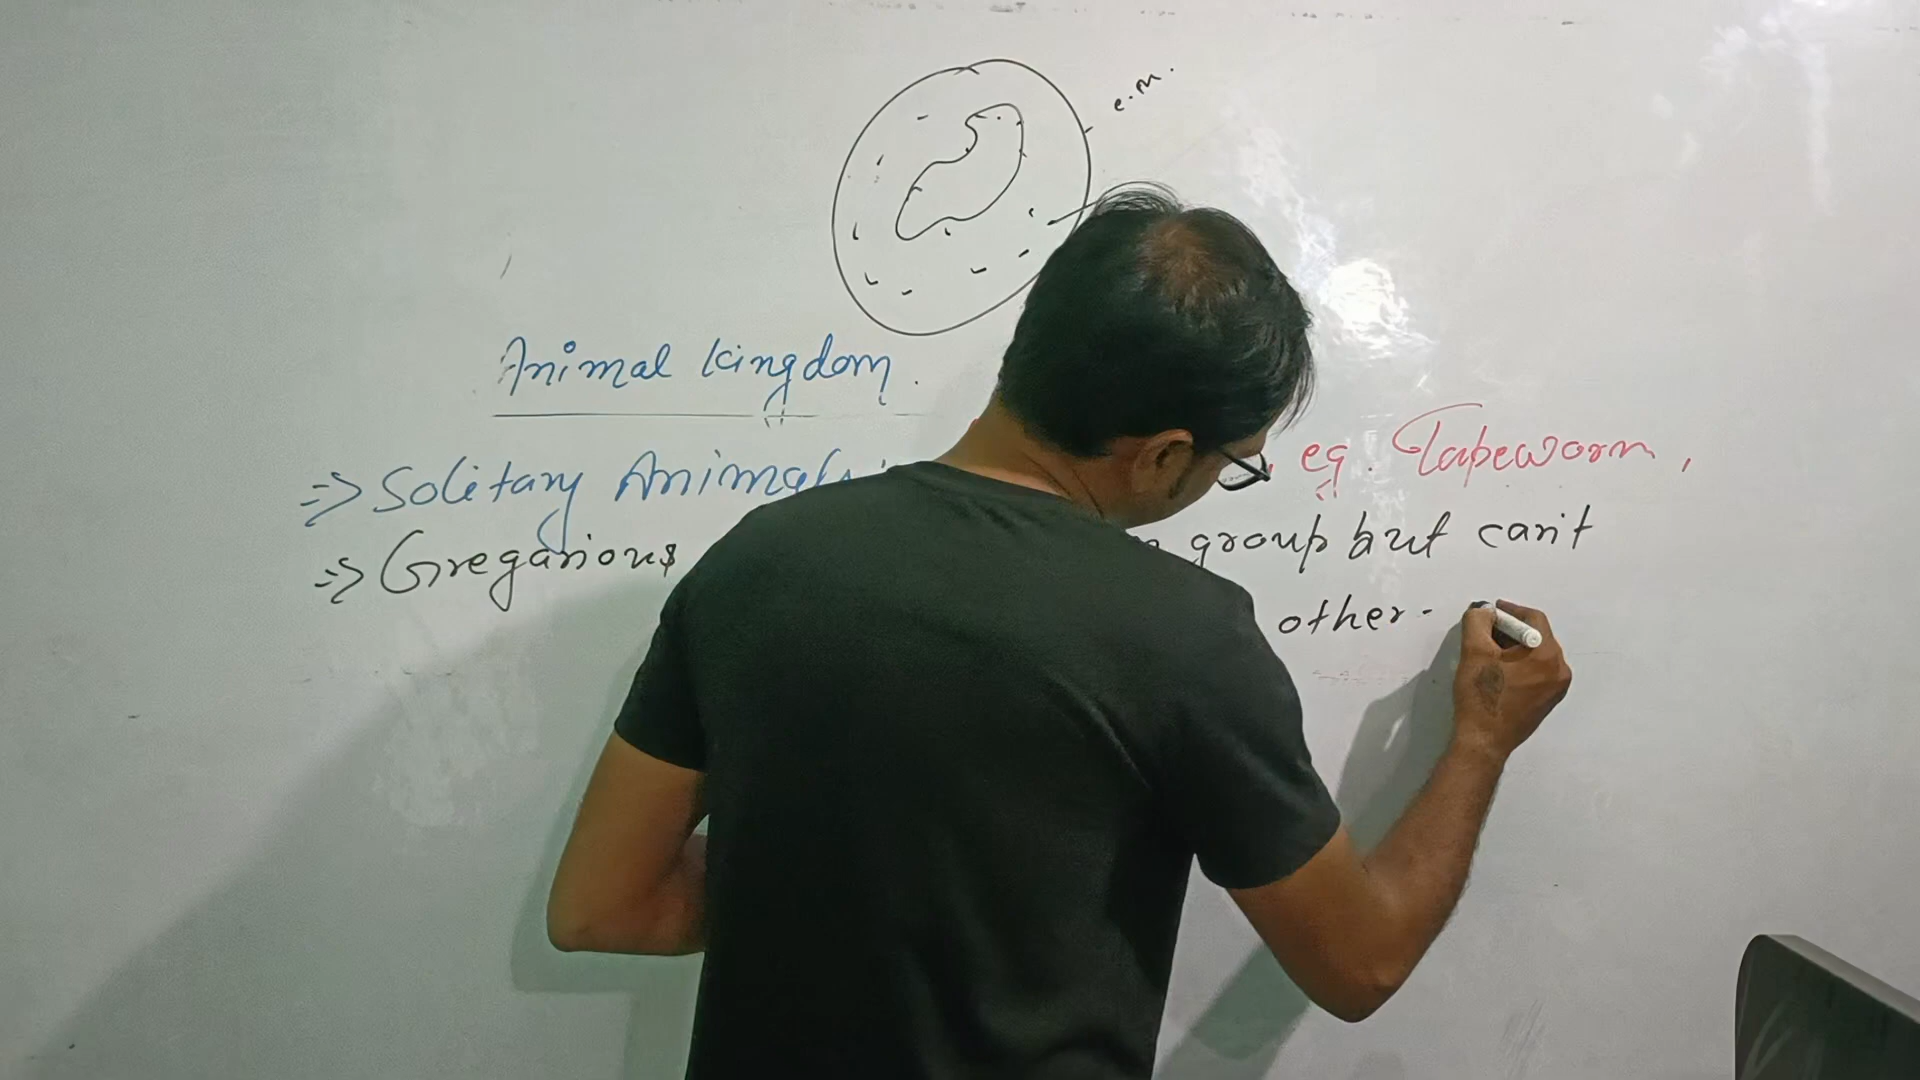 e.m.
Animal kingdom.
=> Solitary Animals eg. Tapeworm,
=> Gregarious group but can't
other -